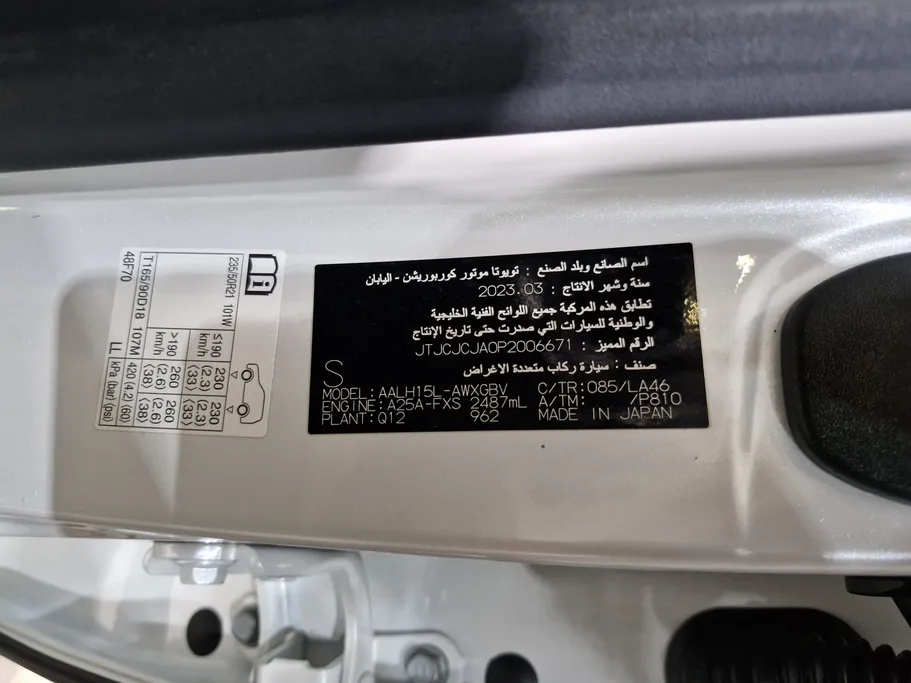 اسم الصانع وبلد الصنع : تويوتا موتور كوربوريشن - اليابان
سنة وشهر الانتاج : 2023.03
تطابق هذه المركبة جميع اللوائح الفنية الخليجية
والوطنية للسيارات التي صدرت حتى تاريخ الإنتاج
الرقم المميز : JTJCJCJA0P2006671
صنف : سيارة ركاب متعددة الاغراض
S
MODEL:AALH15L-AWXGBV C/TR:085/LA46
ENGINE:A25A-FXS 2487mL A/TM: /P810
PLANT:Q12 962 MADE IN JAPAN
235/50R21 101W
≤190 km/h 230 (2.3) ⟨33⟩ 230 (2.3) ⟨33⟩
>190 km/h 260 (2.6) ⟨38⟩ 260 (2.6) ⟨38⟩
T165/90D18 107M 420 (4.2) ⟨60⟩
48F70 LL kPa (bar) ⟨psi⟩